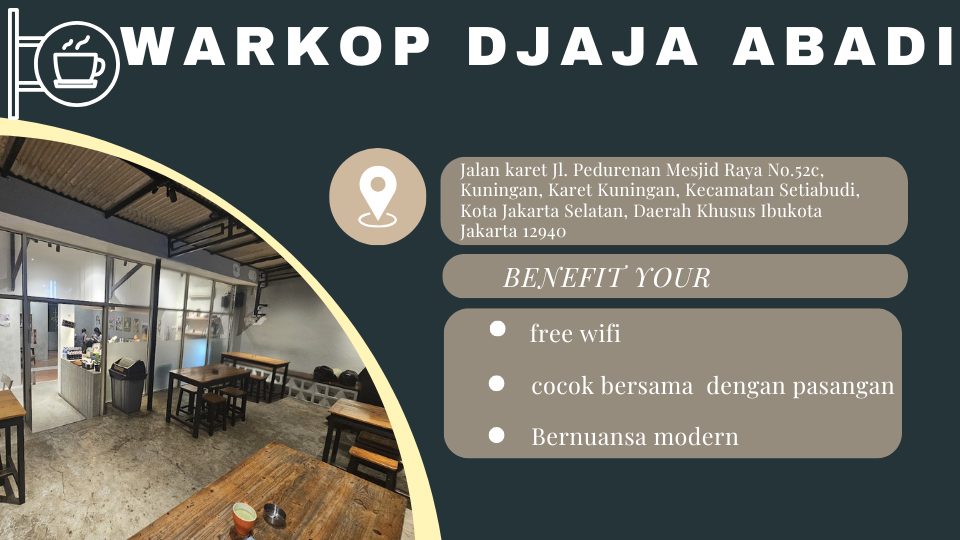 WARKOP DJAJA ABADI
Jalan karet Jl. Pedurenan Mesjid Raya No.52c,
Kuningan, Karet Kuningan, Kecamatan Setiabudi,
Kota Jakarta Selatan, Daerah Khusus Ibukota
Jakarta 12940
BENEFIT YOUR
free wifi
cocok bersama dengan pasangan
Bernuansa modern